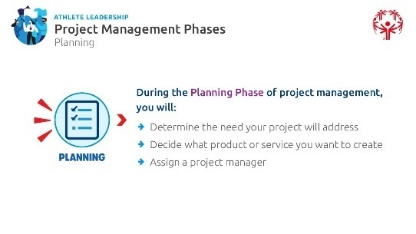 ATHLETE LEADERSHIP
Project Management Phases
Planning
During the Planning Phase of project management,
you will:
Determine the need your project will address
Decide what product or service you want to create
Assign a project manager
PLANNING